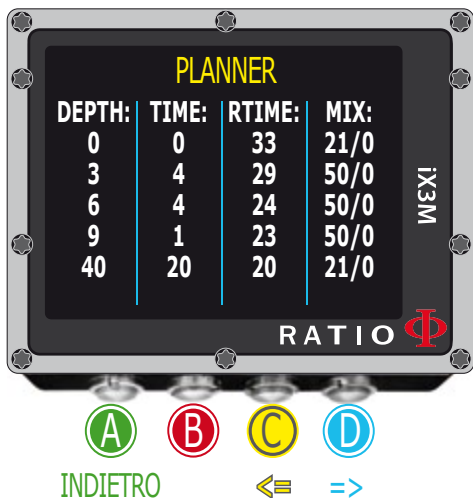 PLANNER
DEPTH: TIME: RTIME: MIX:
0 0 33 21/0
3 4 29 50/0
6 4 24 50/0
9 1 23 50/0
40 20 20 21/0
iX3M
RATIO Φ
A B C D
INDIETRO <= =>